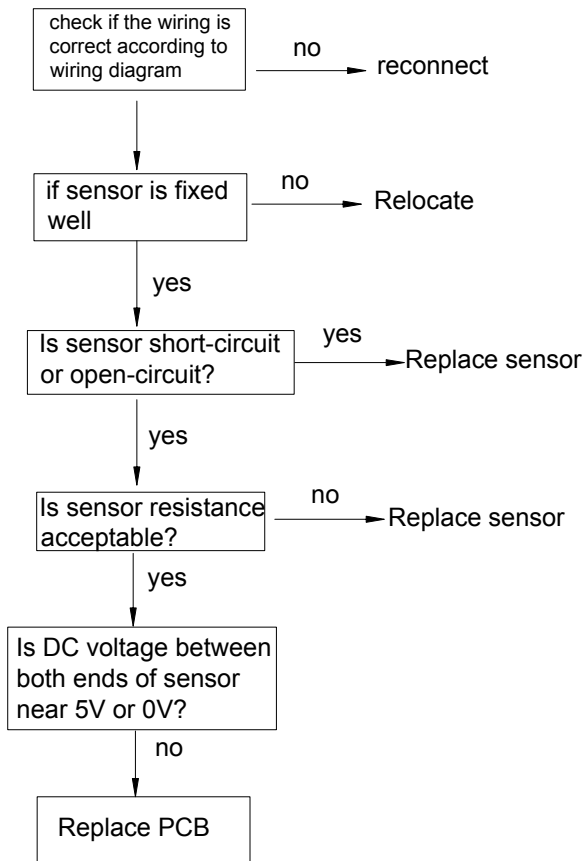 check if the wiring is
correct according to
wiring diagram
no
reconnect
if sensor is fixed
well
no
Relocate
yes
Is sensor short-circuit
or open-circuit?
yes
Replace sensor
yes
Is sensor resistance
acceptable?
no
Replace sensor
yes
Is DC voltage between
both ends of sensor
near 5V or 0V?
no
Replace PCB